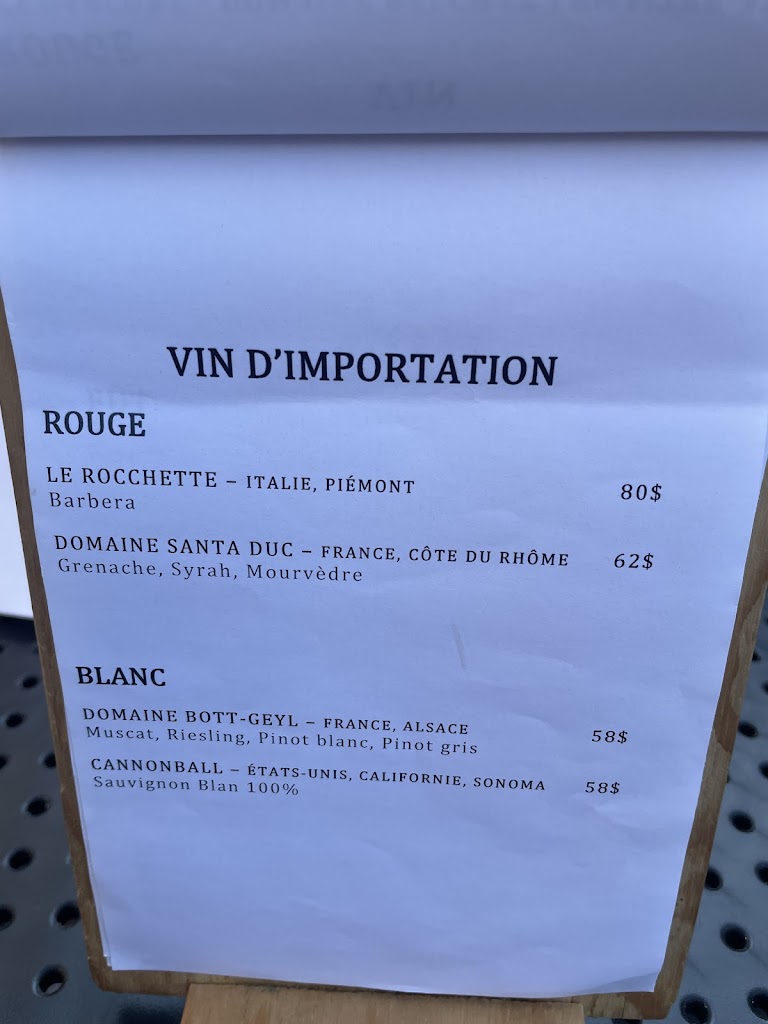 VIN D'IMPORTATION
ROUGE
LE ROCCHETTE – ITALIE, PIÉMONT 80$
Barbera
DOMAINE SANTA DUC – FRANCE, CÔTE DU RHÔME 62$
Grenache, Syrah, Mourvèdre
BLANC
DOMAINE BOTT-GEYL – FRANCE, ALSACE 58$
Muscat, Riesling, Pinot blanc, Pinot gris
CANNONBALL – ÉTATS-UNIS, CALIFORNIE, SONOMA 58$
Sauvignon Blan 100%